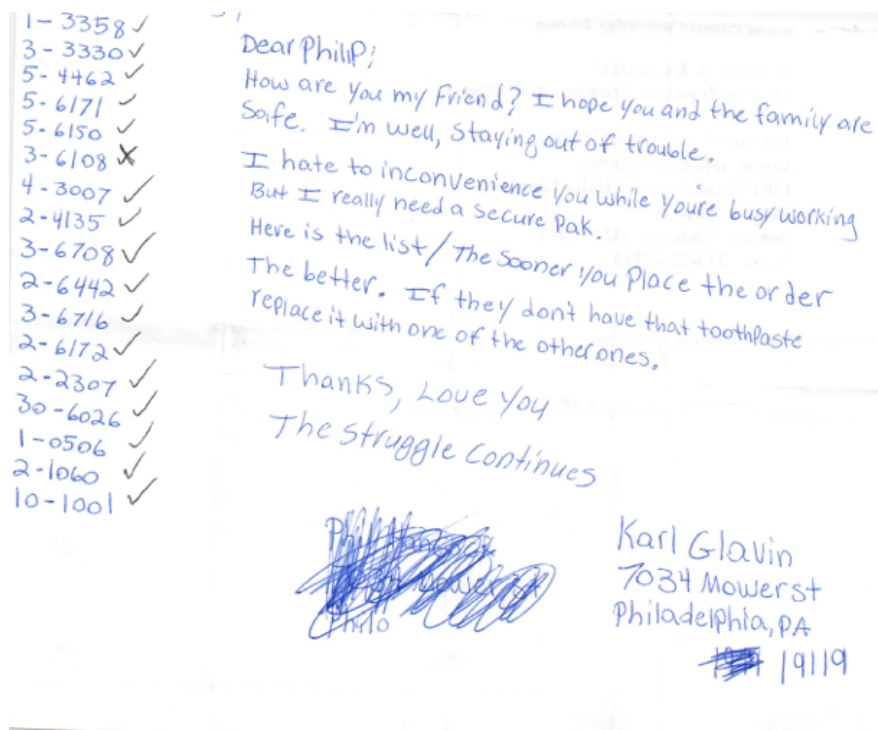 1-3358 ✓
3-3330 ✓
5-4462 ✓
5-6171 ✓
5-6150 ✓
3-6108 X
4-3007 ✓
2-4135 ✓
3-6708 ✓
2-6442 ✓
3-6716 ✓
2-6172 ✓
2-2307 ✓
30-6026 ✓
1-0506 ✓
2-1060 ✓
10-1001 ✓
Dear Philip;
How are you my Friend? I hope you and the family are
Safe. I'm well, Staying out of trouble.
I hate to inconvenience you while youre busy working
But I really need a Secure Pak.
Here is the list/The Sooner you Place the order
The better. If they don't have that toothpaste
replace it with one of the other ones.
Thanks, Love You
The Struggle Continues
Karl Glavin
7034 Mower st
Philadelphia, PA
19119